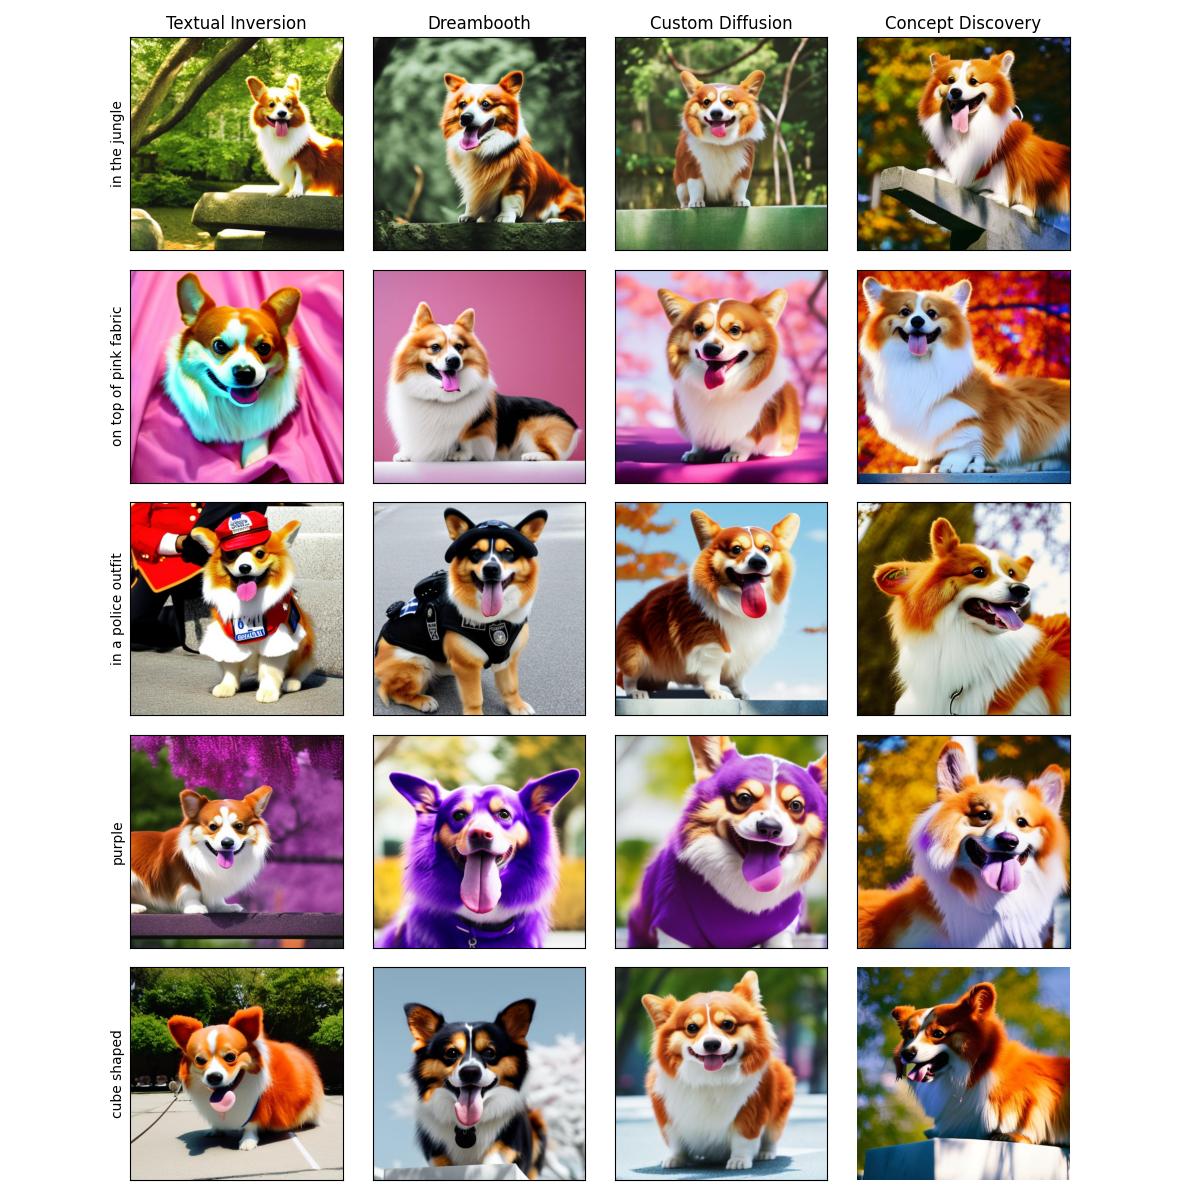 Textual Inversion
Dreambooth
Custom Diffusion
Concept Discovery
in the jungle
on top of pink fabric
in a police outfit
purple
cube shaped